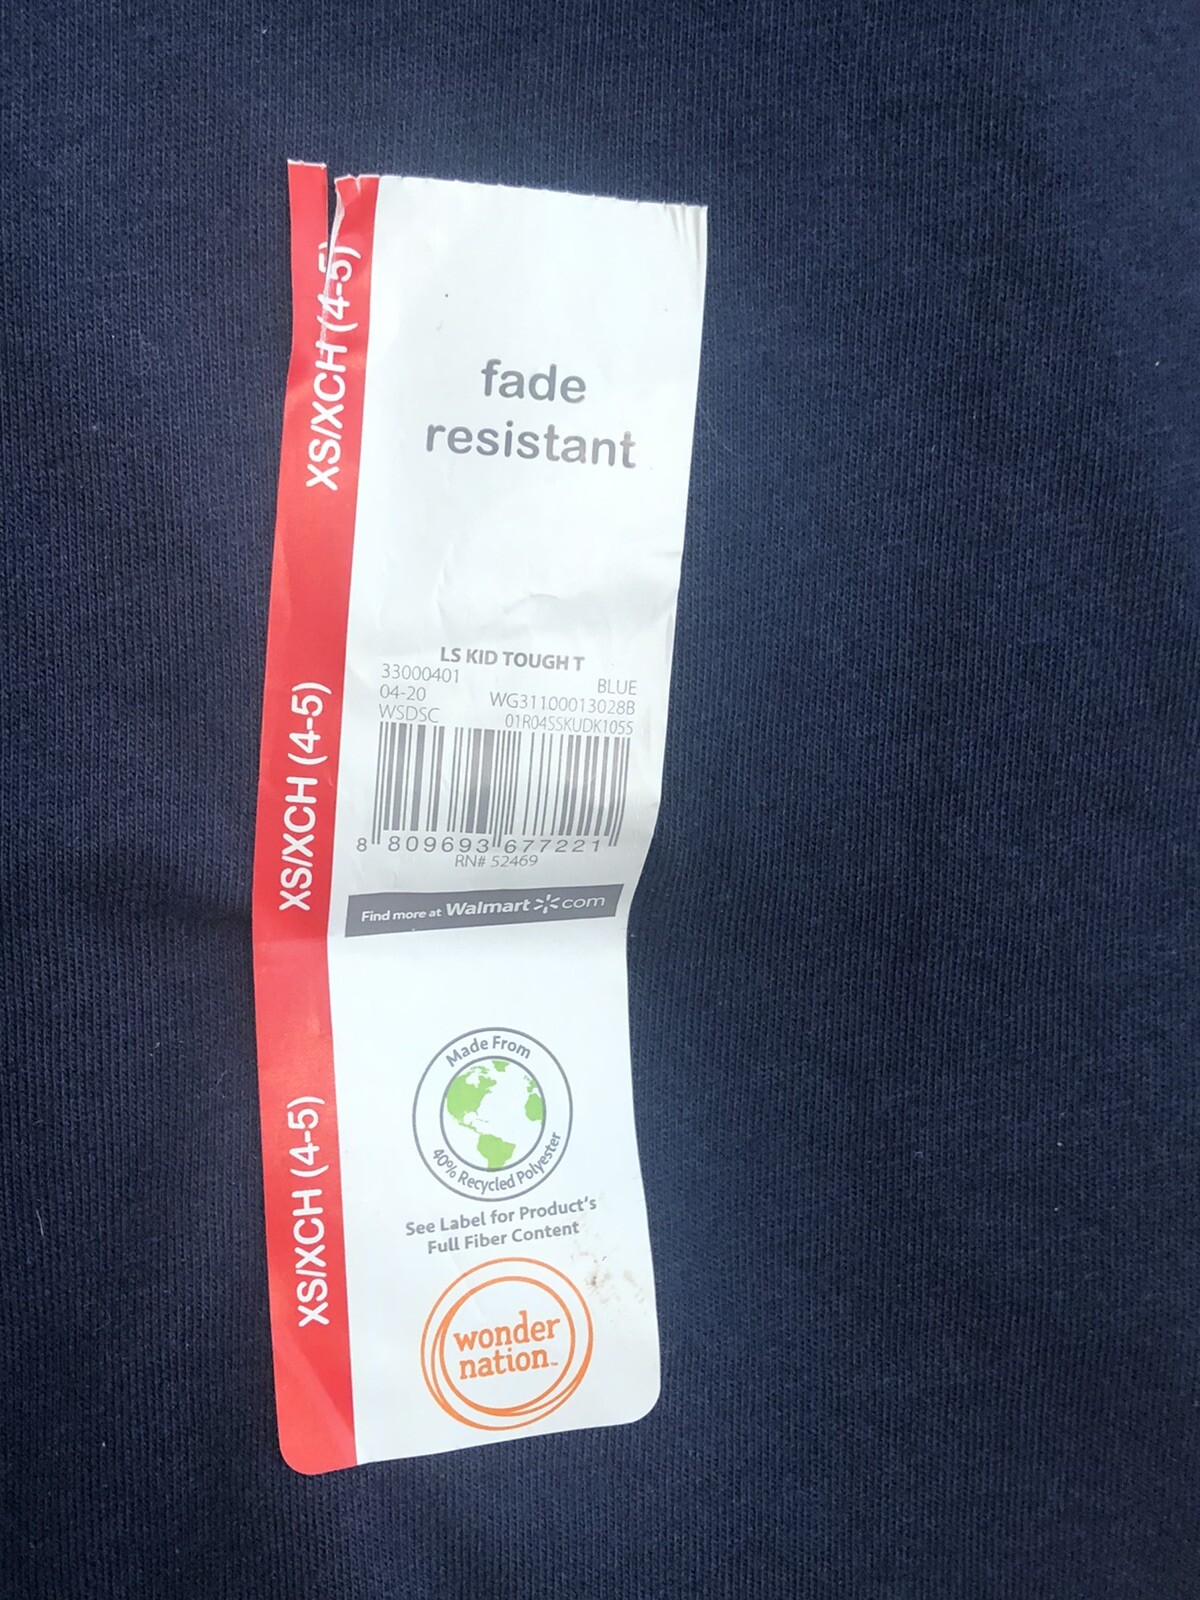 XS/XCH (4-5)
fade
resistant
LS KID TOUGH T
33000401
BLUE
04-20
WG31100013028B
WSDSC
01R04SSKUDK1055
8 809693 677221
RN# 52469
Find more at Walmart com
XS/XCH (4-5)
Made From
40% Recycled Polyester
See Label for Product's
Full Fiber Content
XS/XCH (4-5)
wonder
nation™